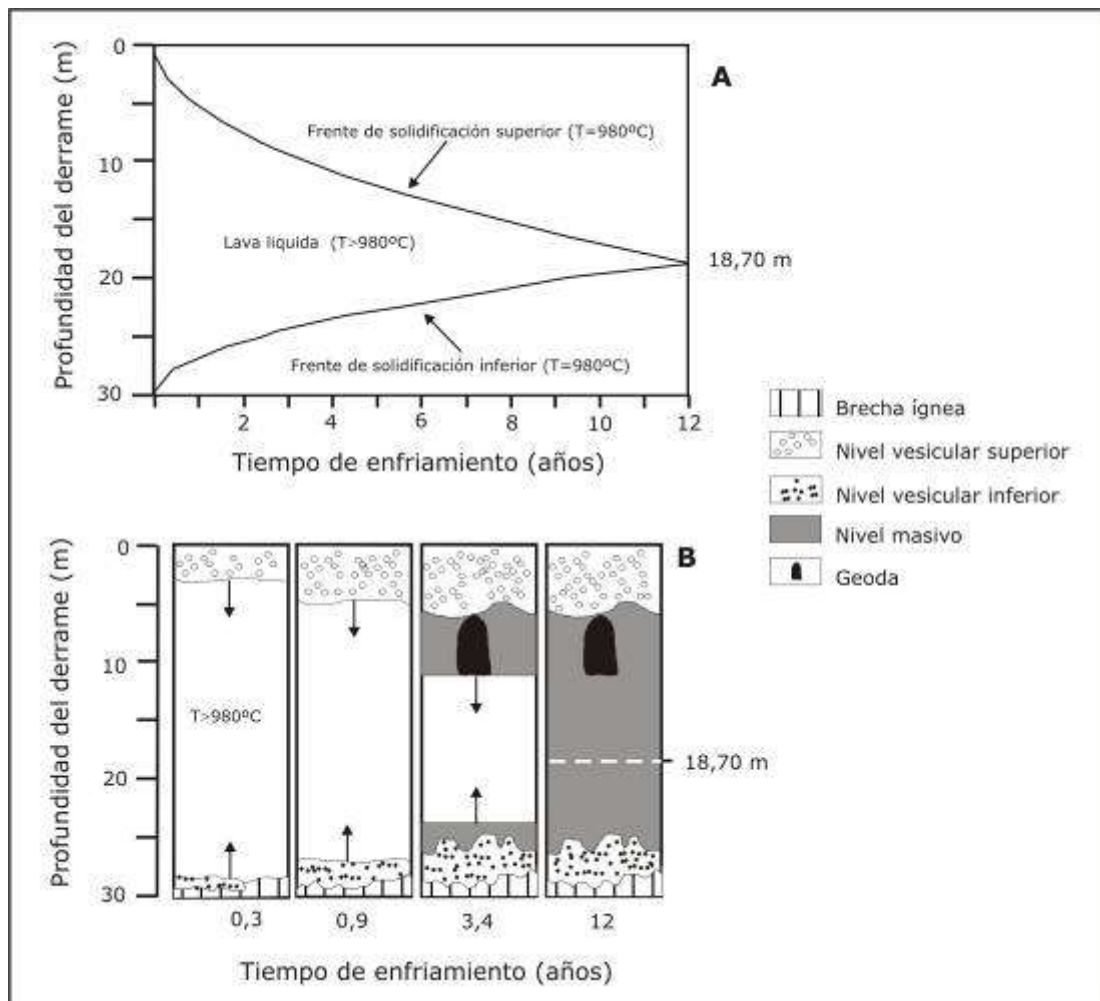 A
Profundidad del derrame (m)
0
10
20
30
Frente de solidificación superior (T=980ºC)
Lava liquida (T>980ºC)
18,70 m
Frente de solidificación inferior (T=980ºC)
2
4
6
8
10
12
Tiempo de enfriamiento (años)
Brecha ígnea
Nivel vesicular superior
Nivel vesicular inferior
Nivel masivo
Geoda
B
Profundidad del derrame (m)
0
10
20
30
T>980ºC
18,70 m
0,3
0,9
3,4
12
Tiempo de enfriamiento (años)